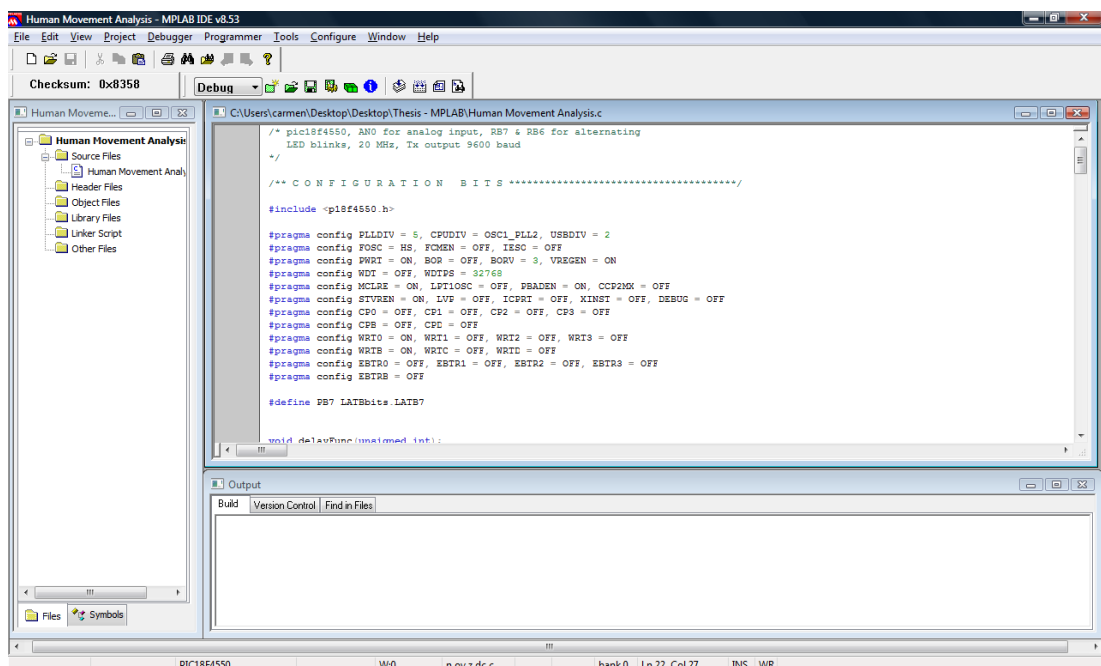 Human Movement Analysis - MPLAB IDE v8.53
File Edit View Project Debugger Programmer Tools Configure Window Help
Checksum: 0x8358
Debug
Human Moveme...
Human Movement Analysis
Source Files
Human Movement Analy
Header Files
Object Files
Library Files
Linker Script
Other Files
Files Symbols
C:\Users\carmen\Desktop\Desktop\Thesis - MPLAB\Human Movement Analysis.c
/* pic18f4550, AN0 for analog input, RB7 & RB6 for alternating
LED blinks, 20 MHz, Tx output 9600 baud
*/
/** C O N F I G U R A T I O N   B I T S **************************************/
#include <p18f4550.h>
#pragma config PLLDIV = 5, CPUDIV = OSC1_PLL2, USBDIV = 2
#pragma config FOSC = HS, FCMEN = OFF, IESC = OFF
#pragma config PWRT = ON, BOR = OFF, BORV = 3, VREGEN = ON
#pragma config WDT = OFF, WDTPS = 32768
#pragma config MCLRE = ON, LPT1OSC = OFF, PBADEN = ON, CCP2MX = OFF
#pragma config STVREN = ON, LVP = OFF, ICPRT = OFF, XINST = OFF, DEBUG = OFF
#pragma config CP0 = OFF, CP1 = OFF, CP2 = OFF, CP3 = OFF
#pragma config CPB = OFF, CPD = OFF
#pragma config WRT0 = ON, WRT1 = OFF, WRT2 = OFF, WRT3 = OFF
#pragma config WRTB = ON, WRTC = OFF, WRTD = OFF
#pragma config EBTR0 = OFF, EBTR1 = OFF, EBTR2 = OFF, EBTR3 = OFF
#pragma config EBTRB = OFF
#define PB7 LATBbits.LATB7
void delayFunc(unsigned int);
Output
Build Version Control Find in Files
PIC18F4550 W:0 n ov z dc c bank 0 Ln 22, Col 27 INS WR